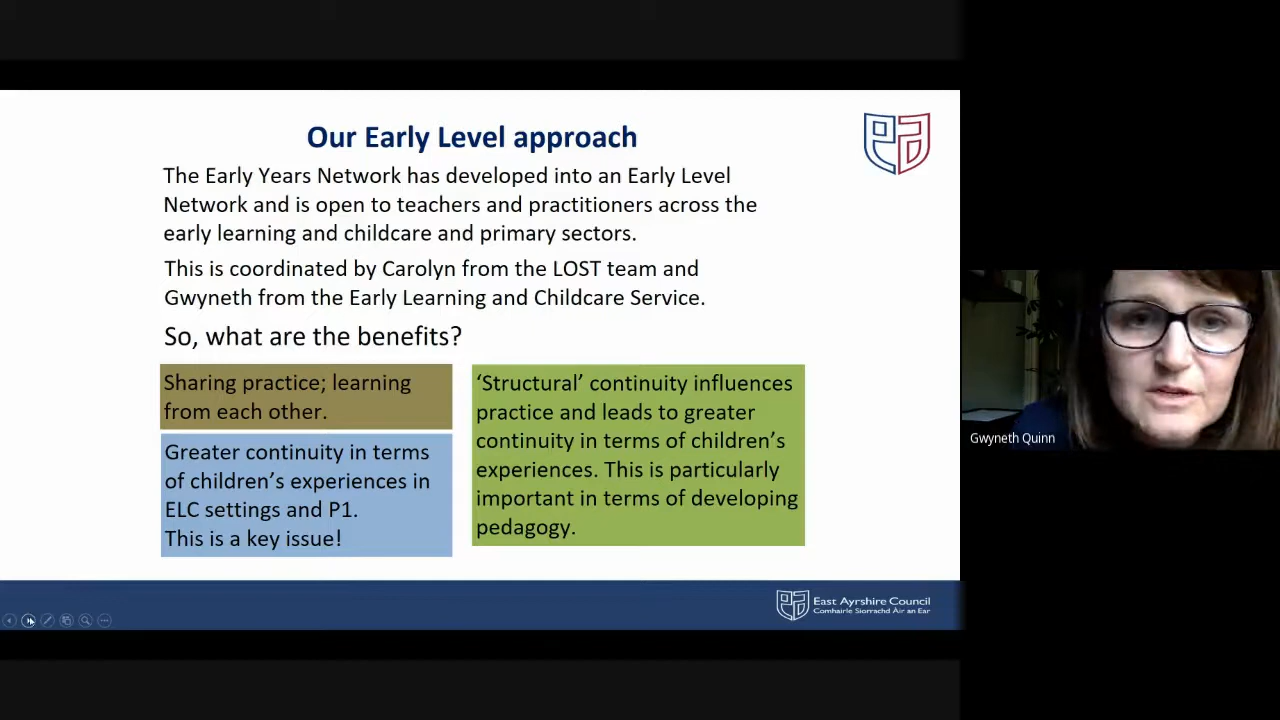 Our Early Level approach
The Early Years Network has developed into an Early Level
Network and is open to teachers and practitioners across the
early learning and childcare and primary sectors.
This is coordinated by Carolyn from the LOST team and
Gwyneth from the Early Learning and Childcare Service.
So, what are the benefits?
Sharing practice; learning
from each other.
Greater continuity in terms
of children's experiences in
ELC settings and P1.
This is a key issue!
‘Structural’ continuity influences
practice and leads to greater
continuity in terms of children's
experiences. This is particularly
important in terms of developing
pedagogy.
Gwyneth Quinn
East Ayrshire Council
Comhairle Siorrachd Àir an Ear